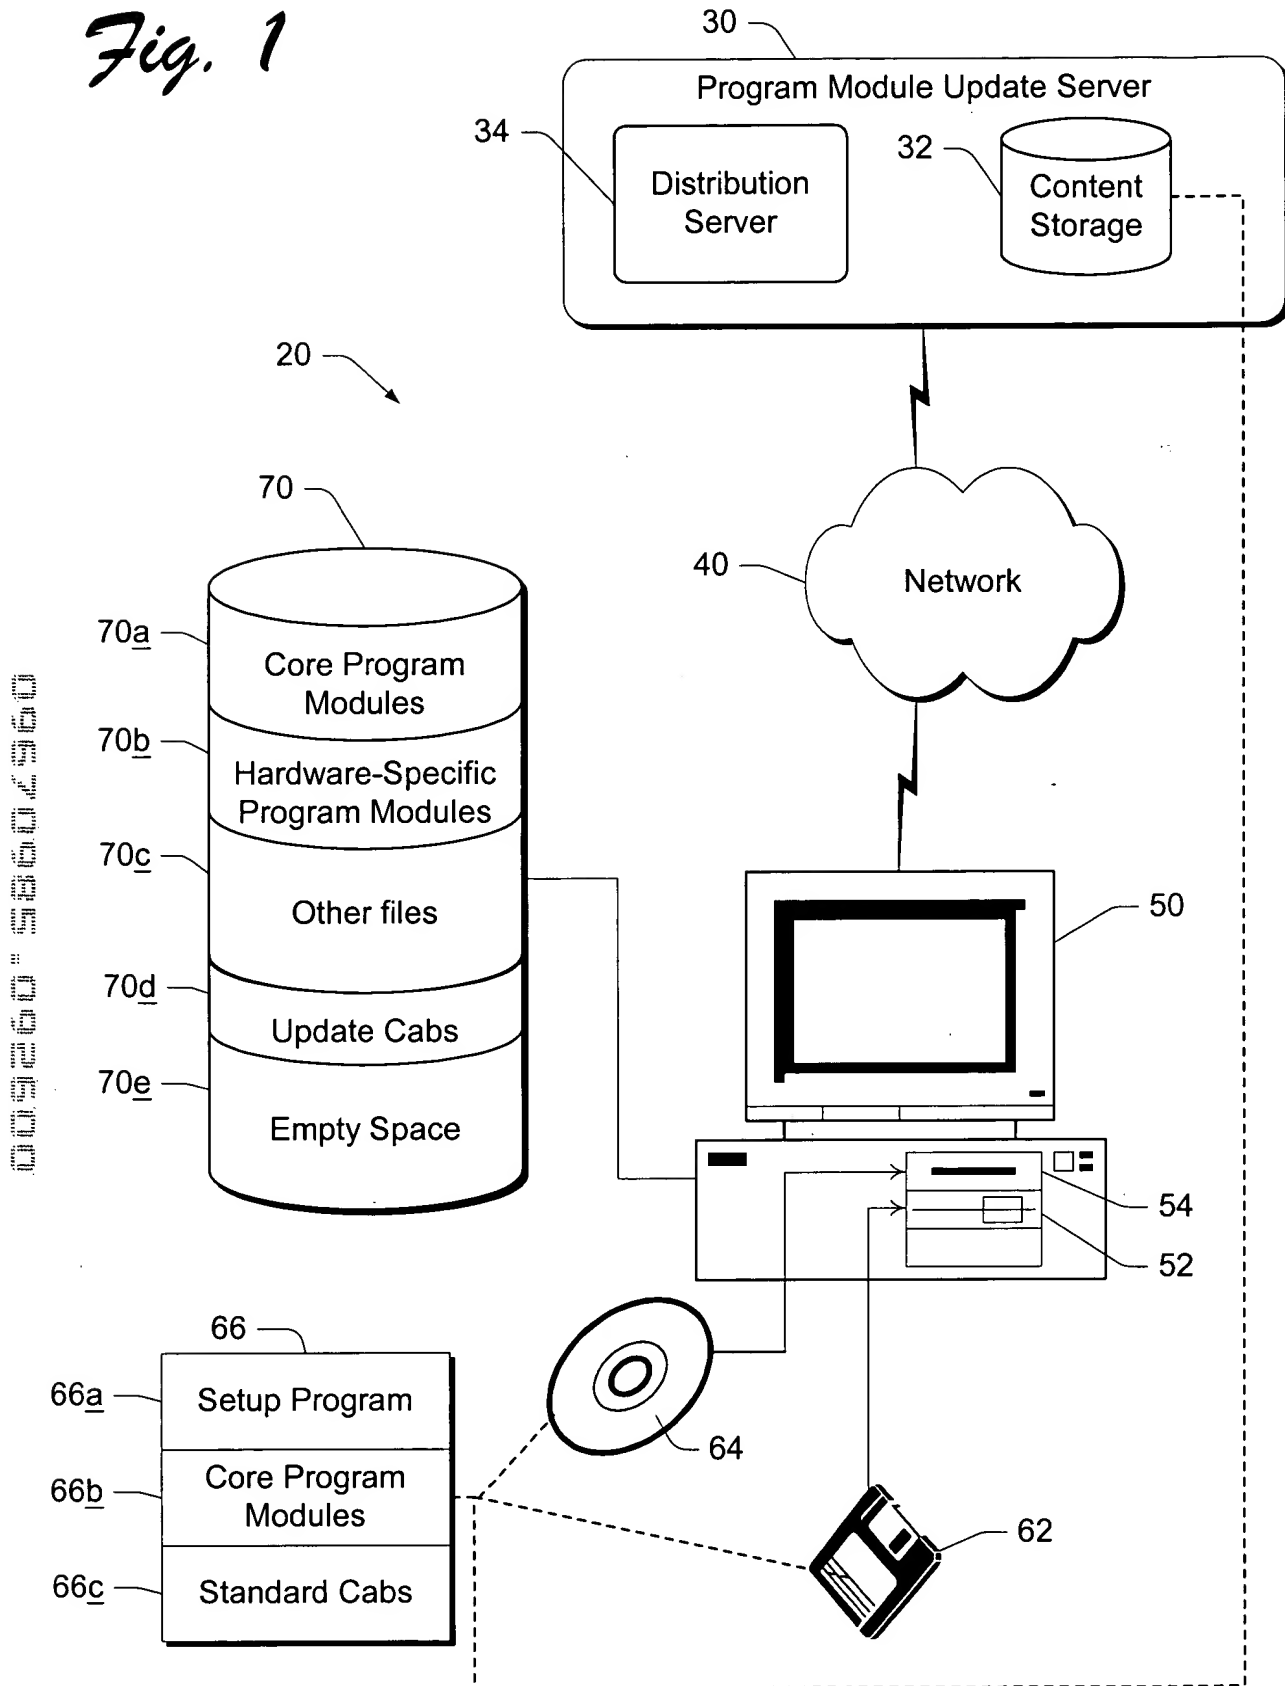 Fig. 1
30
Program Module Update Server
34
Distribution
Server
32
Content
Storage
20
70
40
Network
70a
Core Program
Modules
70b
Hardware-Specific
Program Modules
70c
Other files
50
70d
Update Cabs
70e
Empty Space
54
52
66
66a
Setup Program
64
66b
Core Program
Modules
62
66c
Standard Cabs
09670985.092600